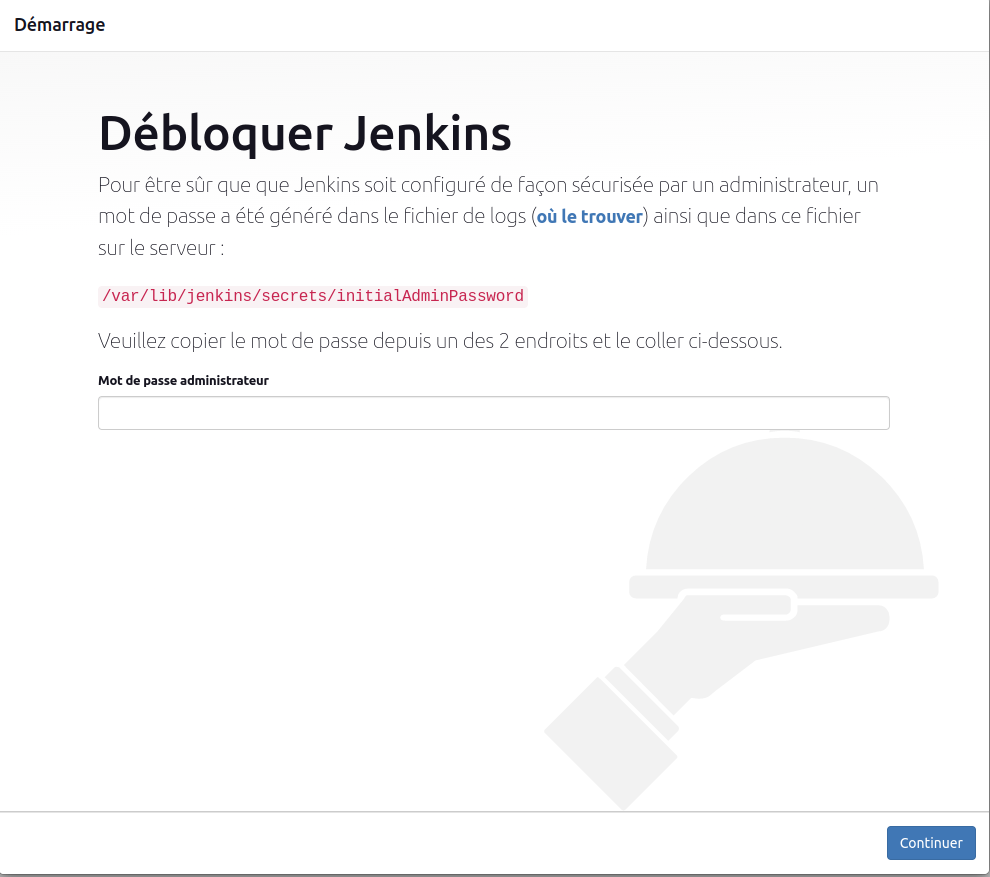 Démarrage
Débloquer Jenkins
Pour être sûr que que Jenkins soit configuré de façon sécurisée par un administrateur, un
mot de passe a été généré dans le fichier de logs (où le trouver) ainsi que dans ce fichier
sur le serveur :
/var/lib/jenkins/secrets/initialAdminPassword
Veuillez copier le mot de passe depuis un des 2 endroits et le coller ci-dessous.
Mot de passe administrateur
Continuer